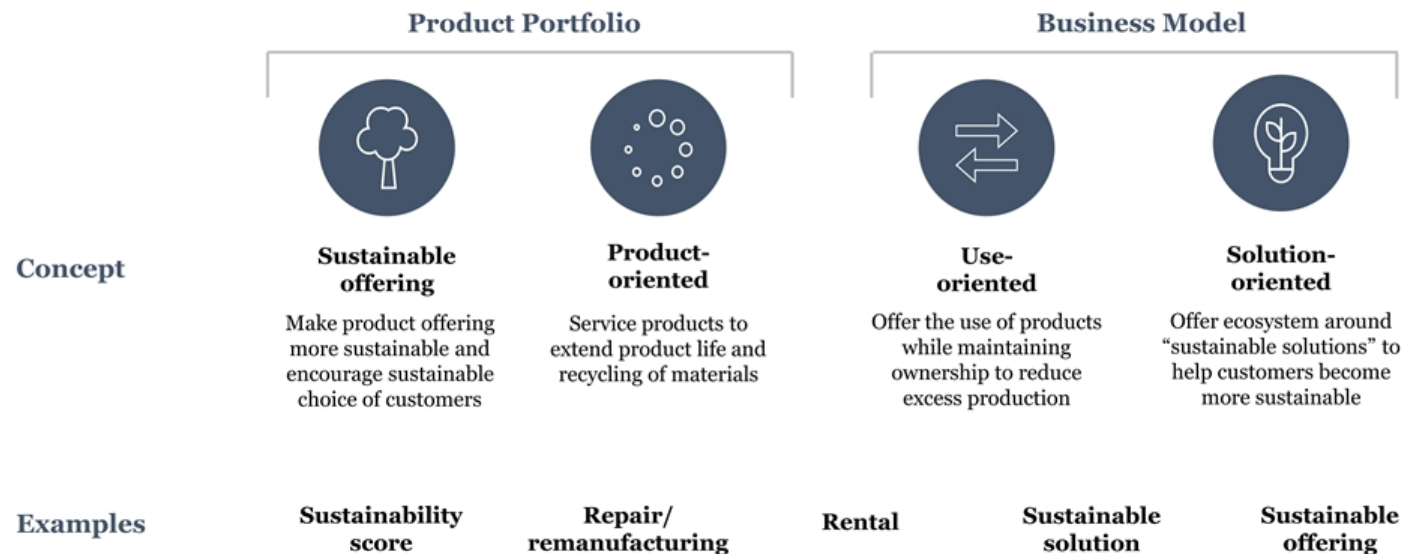 Product Portfolio
Business Model
Concept
Sustainable
offering
Make product offering
more sustainable and
encourage sustainable
choice of customers
Product-
oriented
Service products to
extend product life and
recycling of materials
Use-
oriented
Offer the use of products
while maintaining
ownership to reduce
excess production
Solution-
oriented
Offer ecosystem around
“sustainable solutions” to
help customers become
more sustainable
Examples
Sustainability
score
Repair/
remanufacturing
Rental
Sustainable
solution
Sustainable
offering